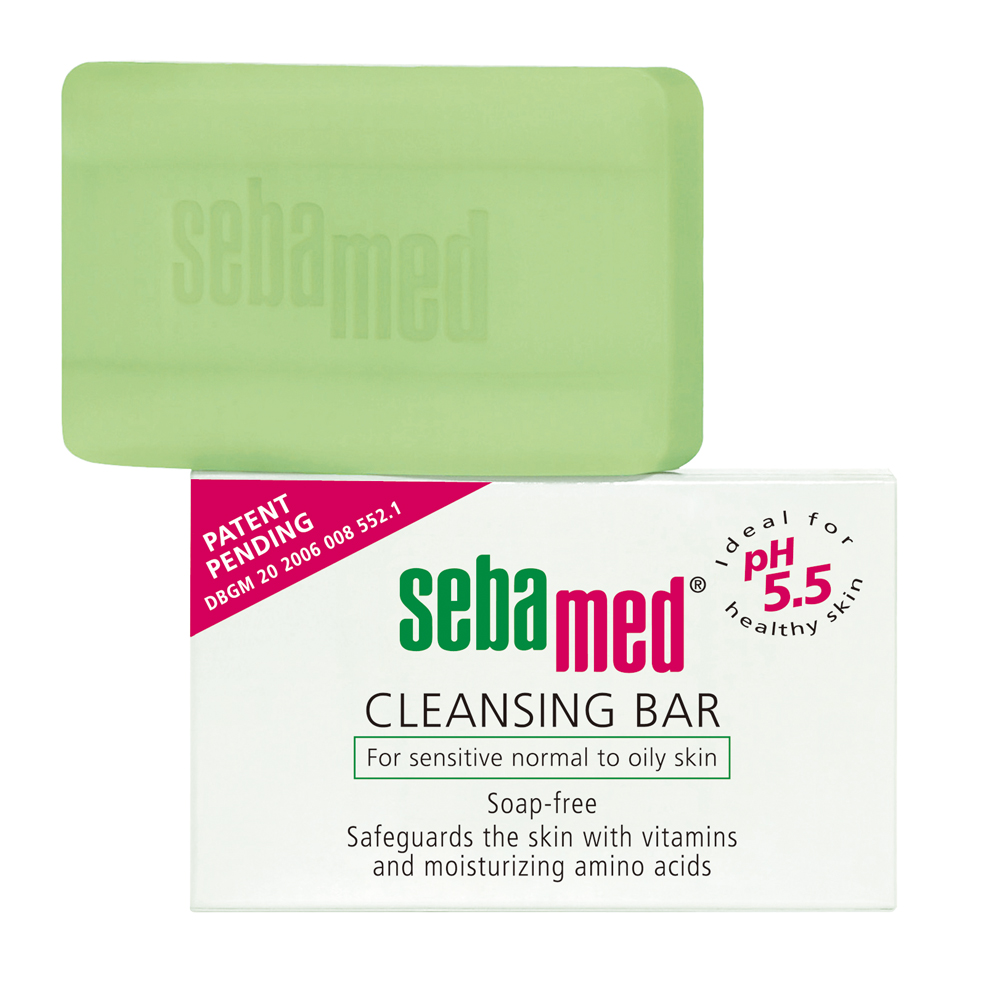 sebamed
PATENT
PENDING
DBGM 20 2006 008 552.1
sebamed®
Ideal for
pH
5.5
healthy skin
CLEANSING BAR
For sensitive normal to oily skin
Soap-free
Safeguards the skin with vitamins
and moisturizing amino acids